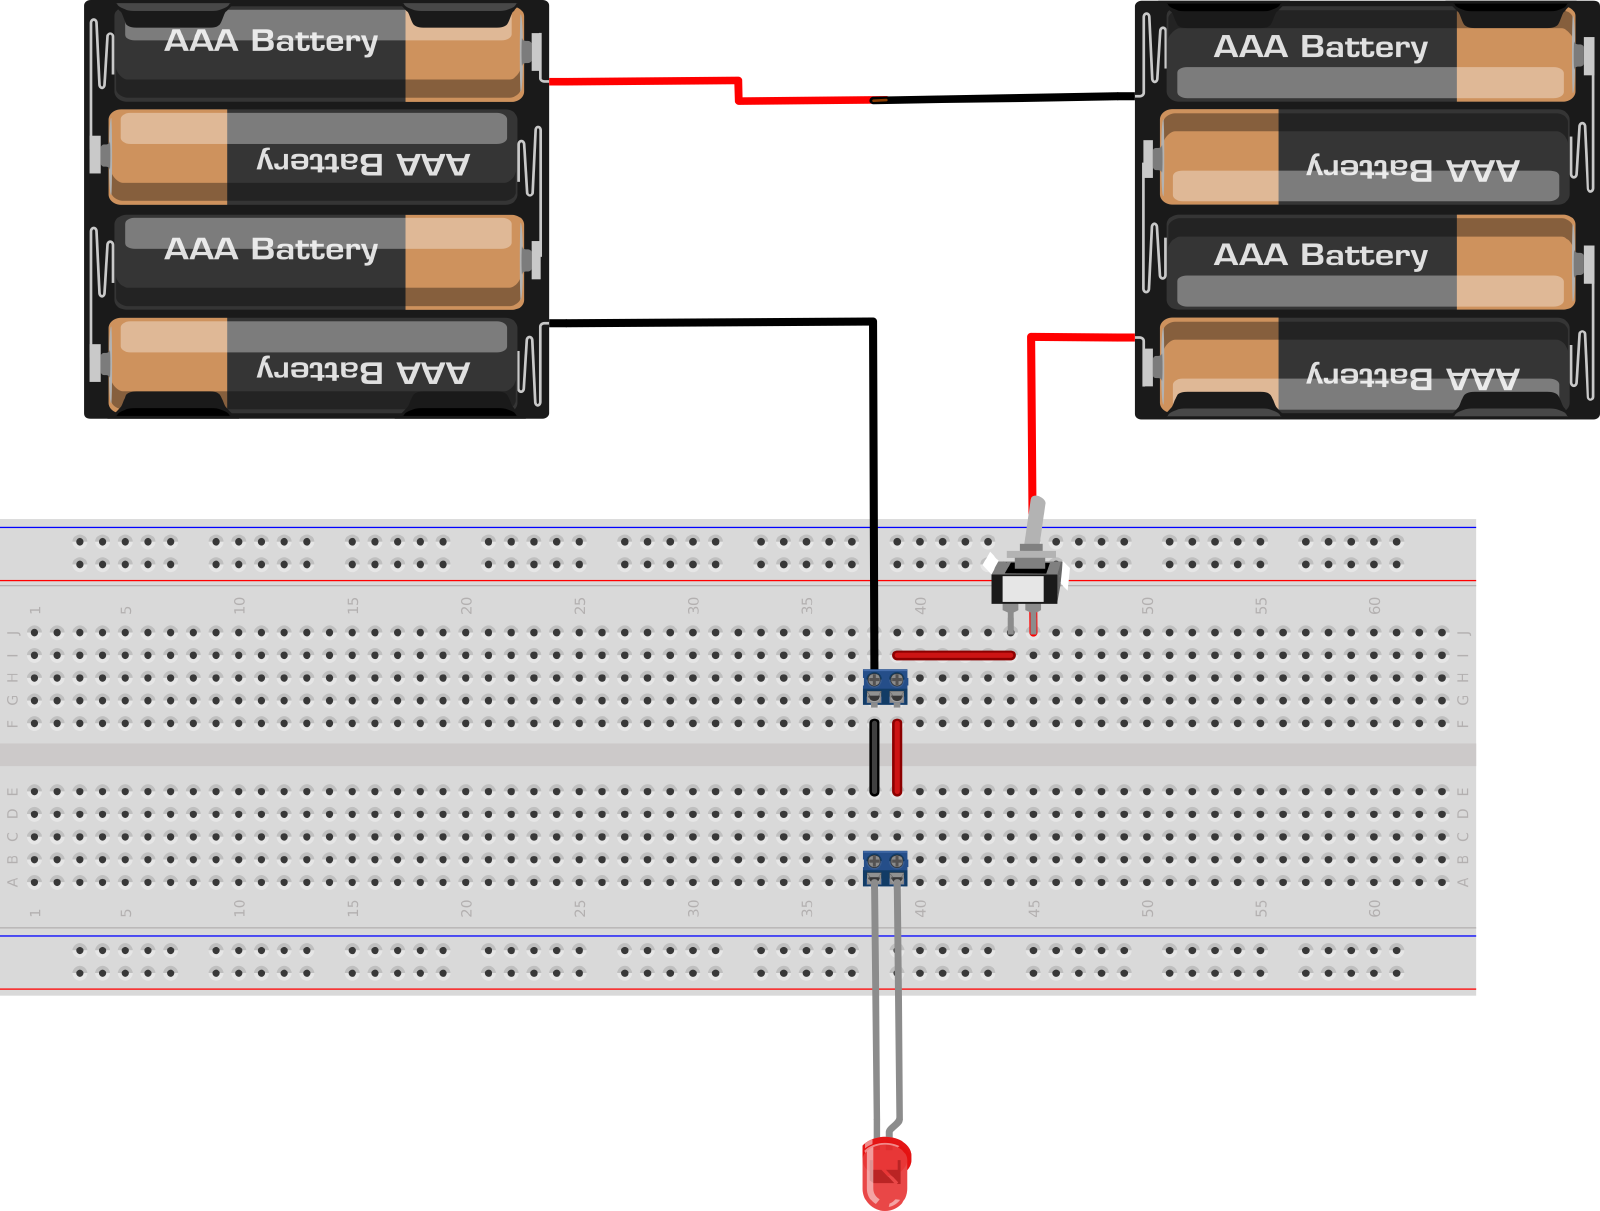 AAA Battery
AAA Battery
AAA Battery
AAA Battery
AAA Battery
AAA Battery
AAA Battery
AAA Battery
1 5 10 15 20 25 30 35 40 50 55 60
J J
I I
H H
G G
F F
E E
D D
C C
B B
A A
1 5 10 15 20 25 30 35 40 45 50 55 60